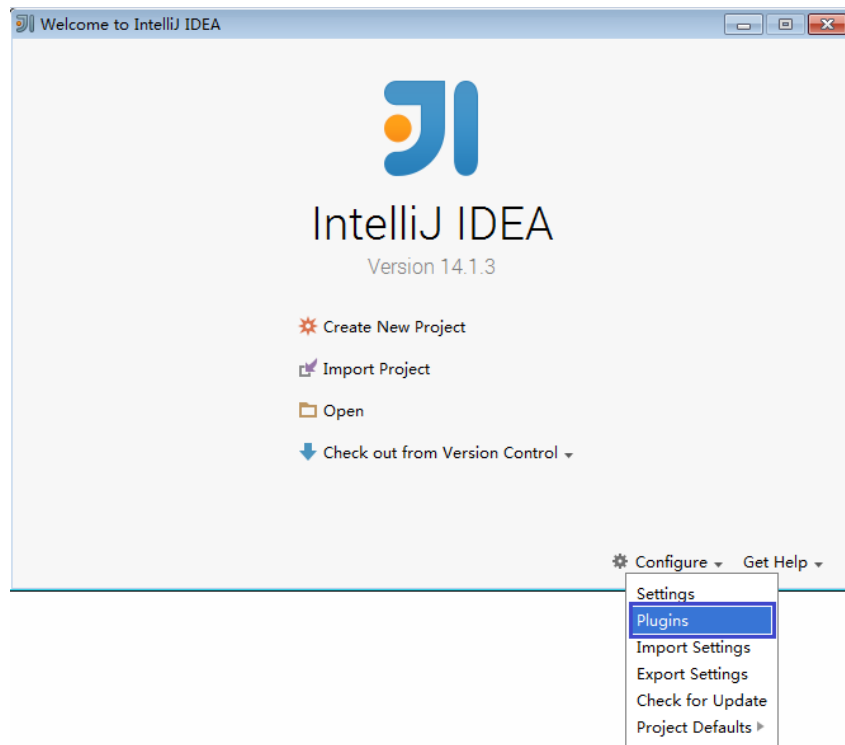 Welcome to IntelliJ IDEA
IntelliJ IDEA
Version 14.1.3
Create New Project
Import Project
Open
Check out from Version Control
Configure Get Help
Settings
Plugins
Import Settings
Export Settings
Check for Update
Project Defaults